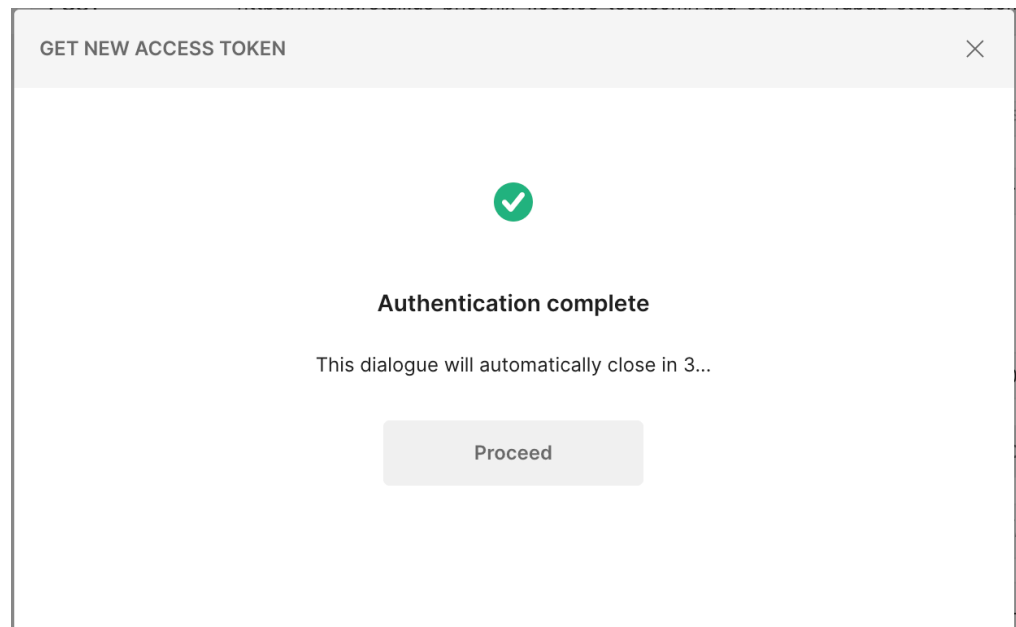 GET NEW ACCESS TOKEN
Authentication complete
This dialogue will automatically close in 3...
Proceed